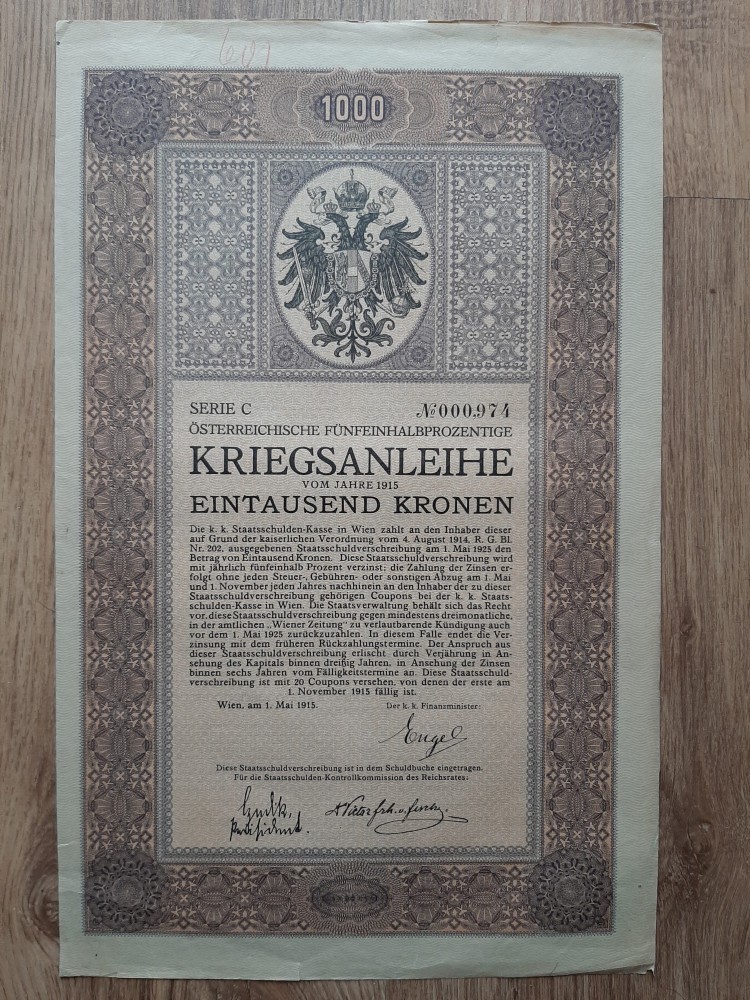 1000
SERIE C № 000.974
ÖSTERREICHISCHE FÜNFEINHALBPROZENTIGE
KRIEGSANLEIHE
VOM JAHRE 1915
EINTAUSEND KRONEN
Die k. k. Staatsschulden-Kasse in Wien zahlt an den Inhaber dieser
auf Grund der kaiserlichen Verordnung vom 4. August 1914, R. G. Bl.
Nr. 202, ausgegebenen Staatsschuldverschreibung am 1. Mai 1925 den
Betrag von Eintausend Kronen. Diese Staatsschuldverschreibung wird
mit jährlich fünfeinhalb Prozent verzinst; die Zahlung der Zinsen er-
folgt ohne jeden Steuer-, Gebühren- oder sonstigen Abzug am 1. Mai
und 1. November jeden Jahres nachhinein an den Inhaber der zu dieser
Staatsschuldverschreibung gehörigen Coupons bei der k. k. Staats-
schulden-Kasse in Wien. Die Staatsverwaltung behält sich das Recht
vor, diese Staatsschuldverschreibung gegen mindestens dreimonatliche,
in der amtlichen „Wiener Zeitung" zu verlautbarende Kündigung auch
vor dem 1. Mai 1925 zurückzuzahlen. In diesem Falle endet die Ver-
zinsung mit dem früheren Rückzahlungstermine. Der Anspruch aus
dieser Staatsschuldverschreibung erlischt durch Verjährung in An-
sehung des Kapitals binnen dreißig Jahren, in Ansehung der Zinsen
binnen sechs Jahren vom Fälligkeitstermine an. Diese Staatsschuld-
verschreibung ist mit 20 Coupons versehen, von denen der erste am
1. November 1915 fällig ist.
Wien, am 1. Mai 1915. Der k. k. Finanzminister:
Engel
Diese Staatsschuldverschreibung ist in dem Schuldbuche eingetragen.
Für die Staatsschulden-Kontrollkommission des Reichsrates:
Präsident.